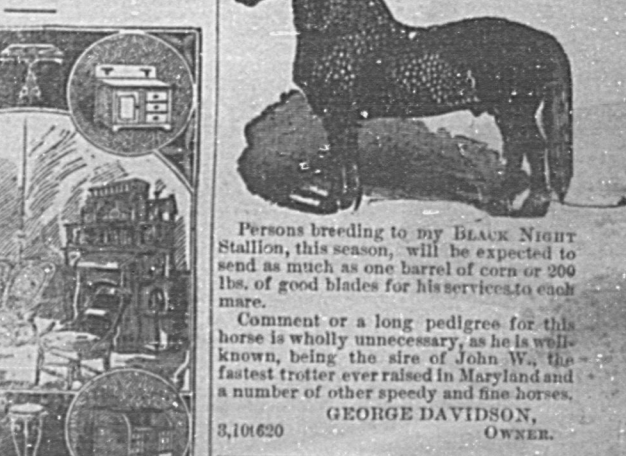 Persons breeding to my BLACK NIGHT
Stallion, this season, will be expected to
send as much as one barrel of corn or 200
lbs. of good blades for his services to each
mare.
Comment or a long pedigree for this
horse is wholly unnecessary, as he is well-
known, being the sire of John W., the
fastest trotter ever raised in Maryland and
a number of other speedy and fine horses.
GEORGE DAVIDSON,
3,10t620 OWNER.